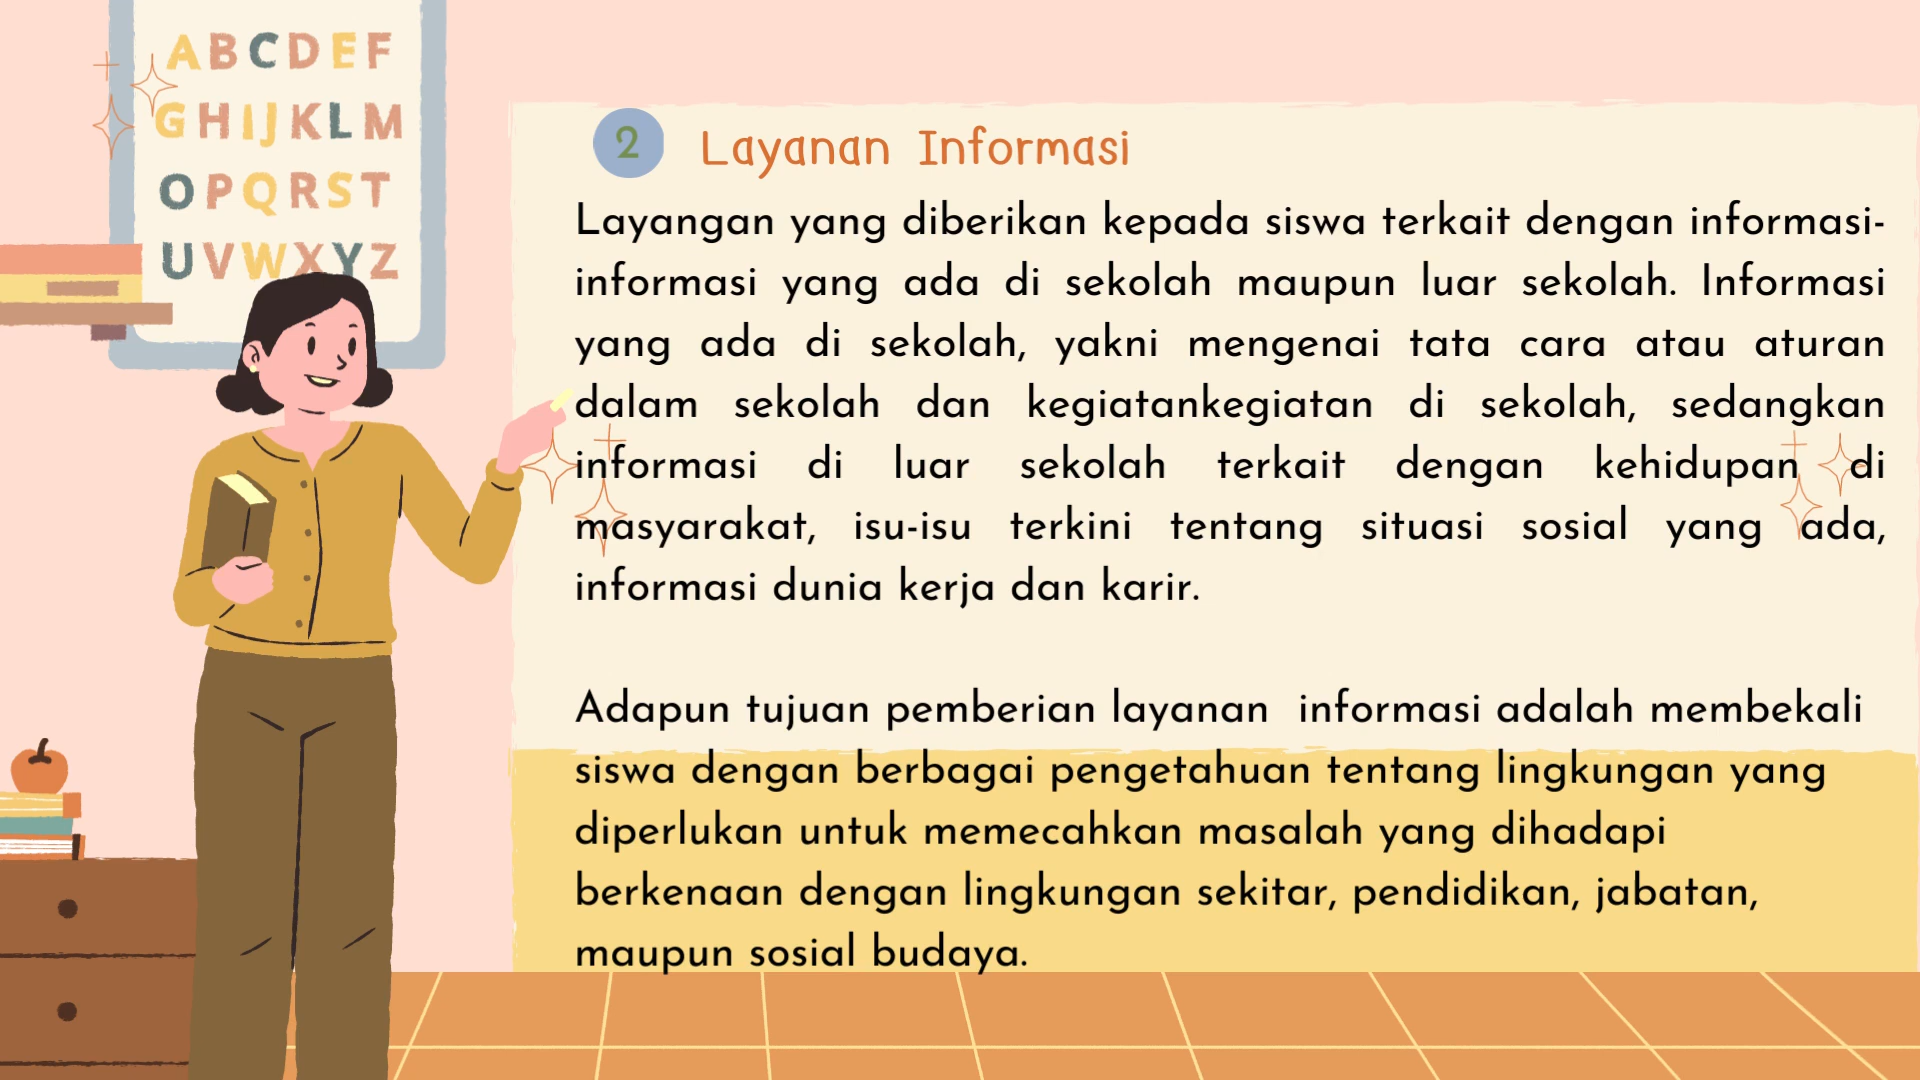 ABCDEF
GHIJKLM
OPQRST
UVWXYZ
2 Layanan Informasi
Layangan yang diberikan kepada siswa terkait dengan informasi-
informasi yang ada di sekolah maupun luar sekolah. Informasi
yang ada di sekolah, yakni mengenai tata cara atau aturan
dalam sekolah dan kegiatankegiatan di sekolah, sedangkan
informasi di luar sekolah terkait dengan kehidupan di
masyarakat, isu-isu terkini tentang situasi sosial yang ada,
informasi dunia kerja dan karir.
Adapun tujuan pemberian layanan informasi adalah membekali
siswa dengan berbagai pengetahuan tentang lingkungan yang
diperlukan untuk memecahkan masalah yang dihadapi
berkenaan dengan lingkungan sekitar, pendidikan, jabatan,
maupun sosial budaya.